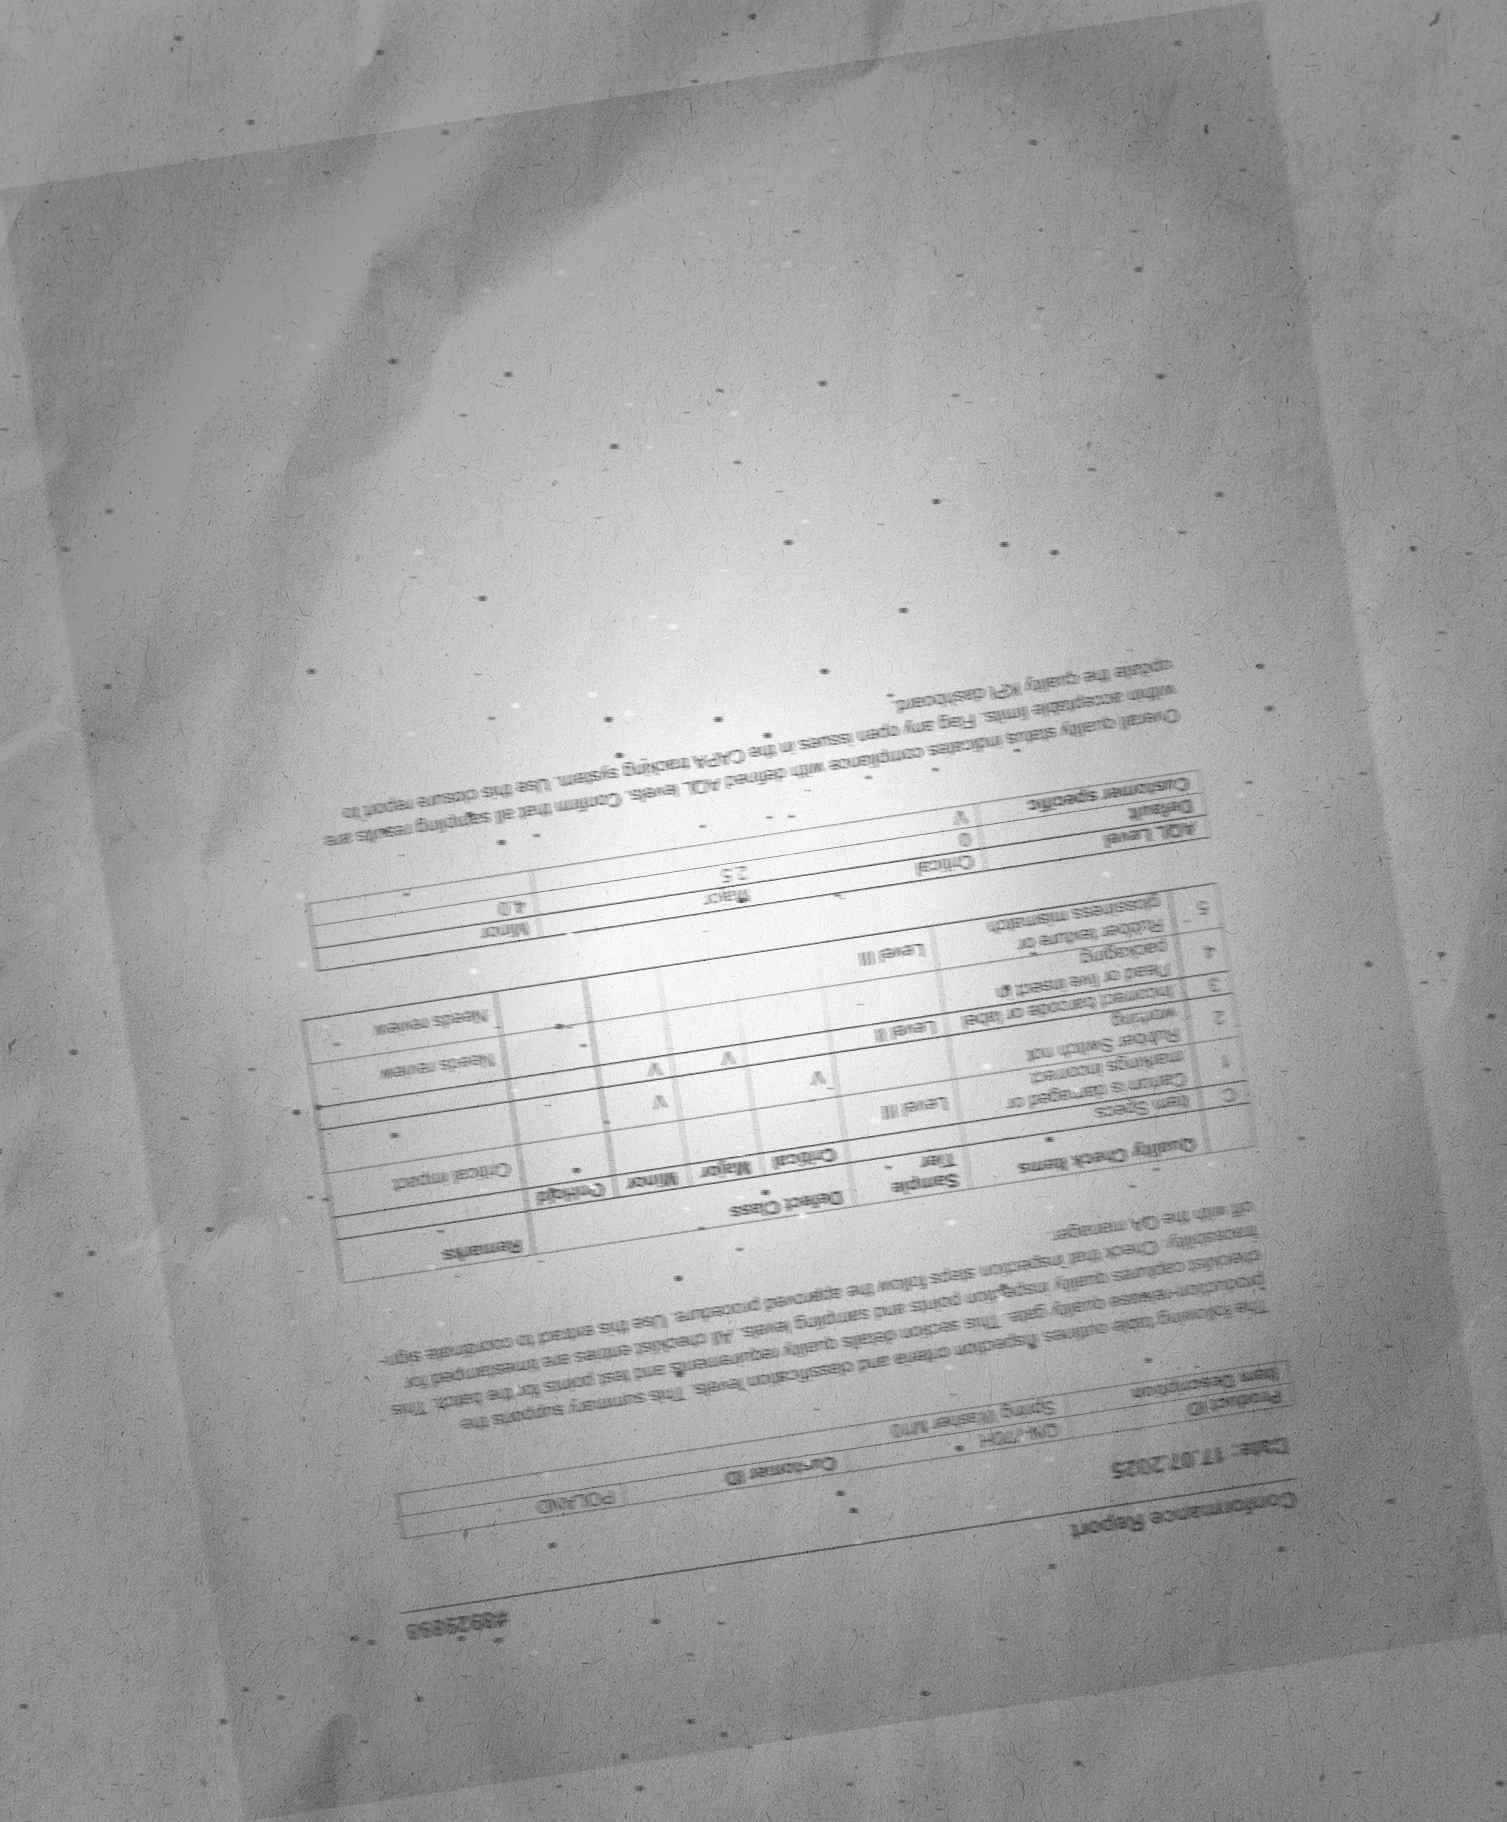 Conformance Report
Date: 17.07.2025
Product ID Customer ID POLAND
Item Description Spring Washer M10
The following table outlines inspection criteria and classification levels. This summary supports the
production-release quality gate. This section details quality requirements and test points for the batch. This
checklist captures quality inspection points and sampling levels. All checklist entries are timestamped for
traceability. Check that inspection steps follow the approved procedure. Use this extract to coordinate sign-
off with the QA manager.
Quality Check Items Sample Tier Defect Class Remarks
Critical Major Minor
C Item Specs
1 Carton is damaged or
markings incorrect Level III Critical impact
2 Rubber Switch not
working V V
3 Incorrect barcode or label Level II V V
4 Dead or live insect in
packaging Needs review
5 Rubber texture or
glossiness mismatch Level III Needs review
AQL Level Critical Major Minor
Default 0 2.5 4.0
Customer specific V
Overall quality status indicates compliance with defined AQL levels. Confirm that all sampling results are
within acceptable limits. Flag any open issues in the CAPA tracking system. Use this closure report to
update the quality KPI dashboard.